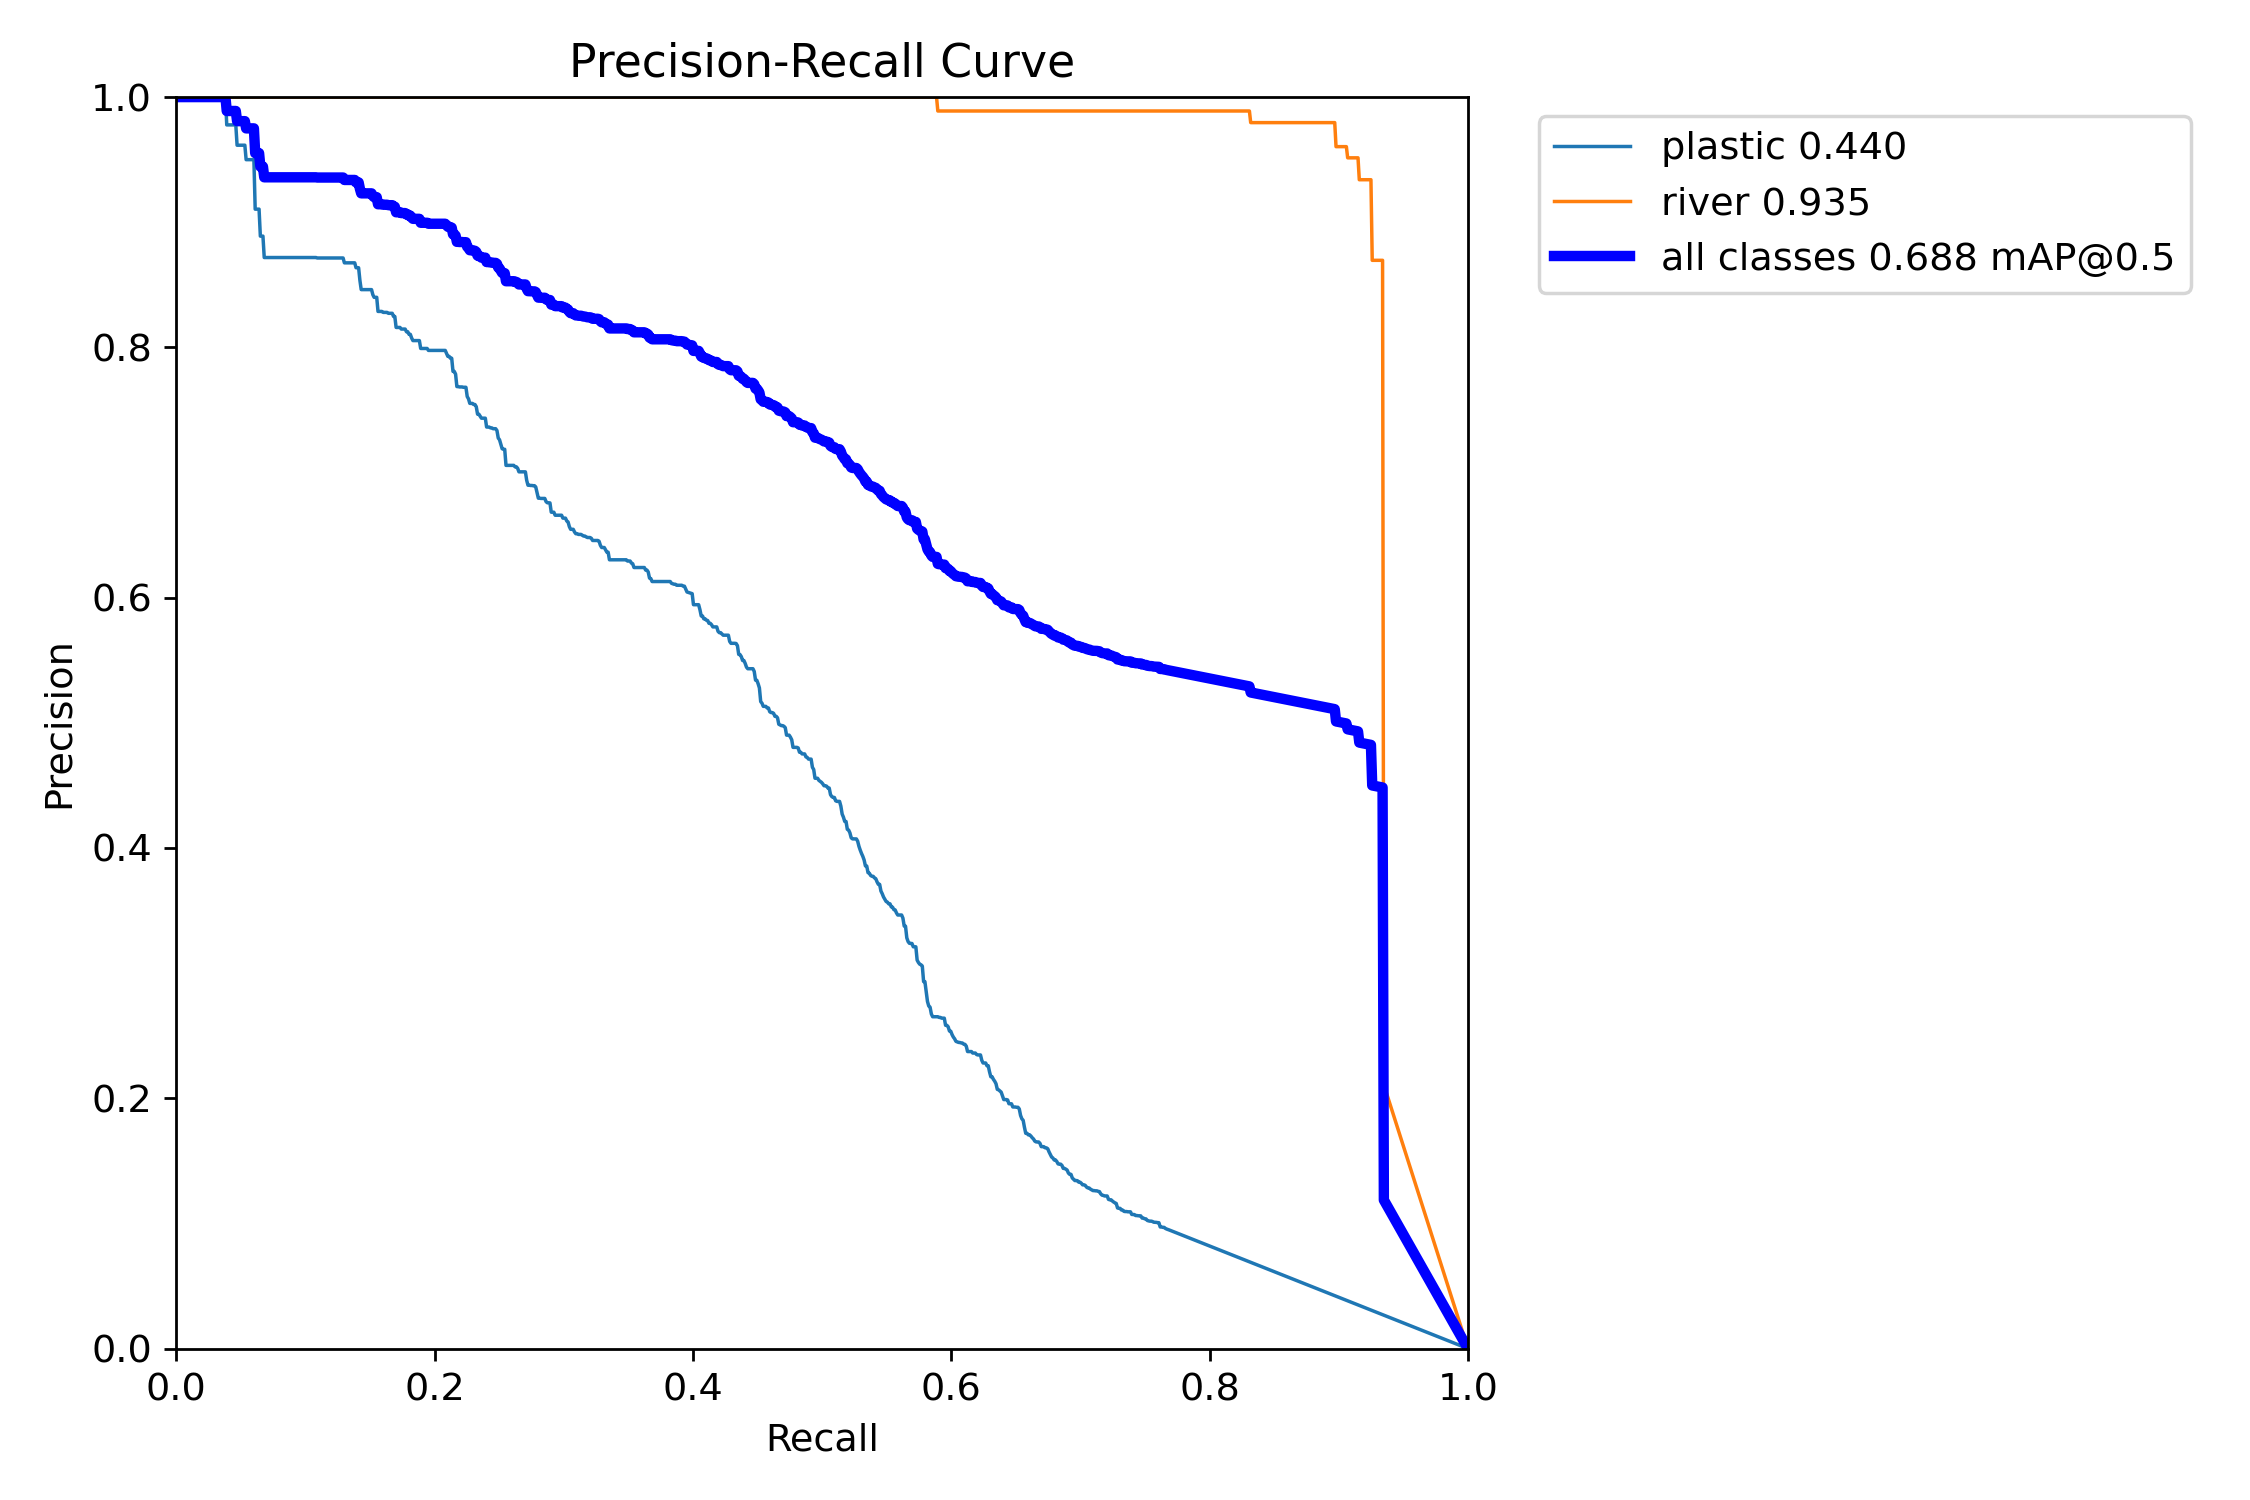 Precision-Recall Curve
1.0
0.8
0.6
0.4
0.2
0.0
Precision
0.0 0.2 0.4 0.6 0.8 1.0
Recall
plastic 0.440
river 0.935
all classes 0.688 mAP@0.5